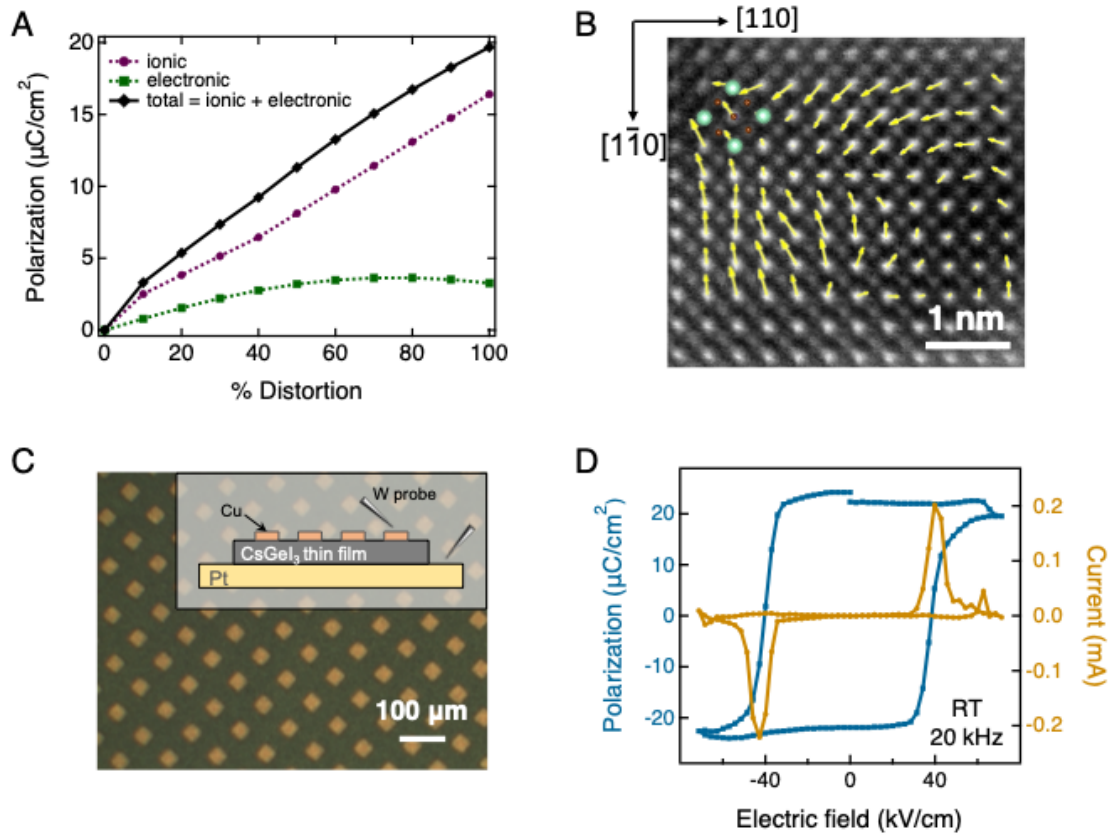 A
Polarization (µC/cm²)
20
15
10
5
0
ionic
electronic
total = ionic + electronic
0 20 40 60 80 100
% Distortion
B
[110]
[11̄0]
1 nm
C
W probe
Cu
CsGeI₃ thin film
Pt
100 µm
D
Polarization (µC/cm²)
20
10
0
-10
-20
0.2
0.1
0.0
-0.1
-0.2
Current (mA)
RT
20 kHz
-40 0 40
Electric field (kV/cm)